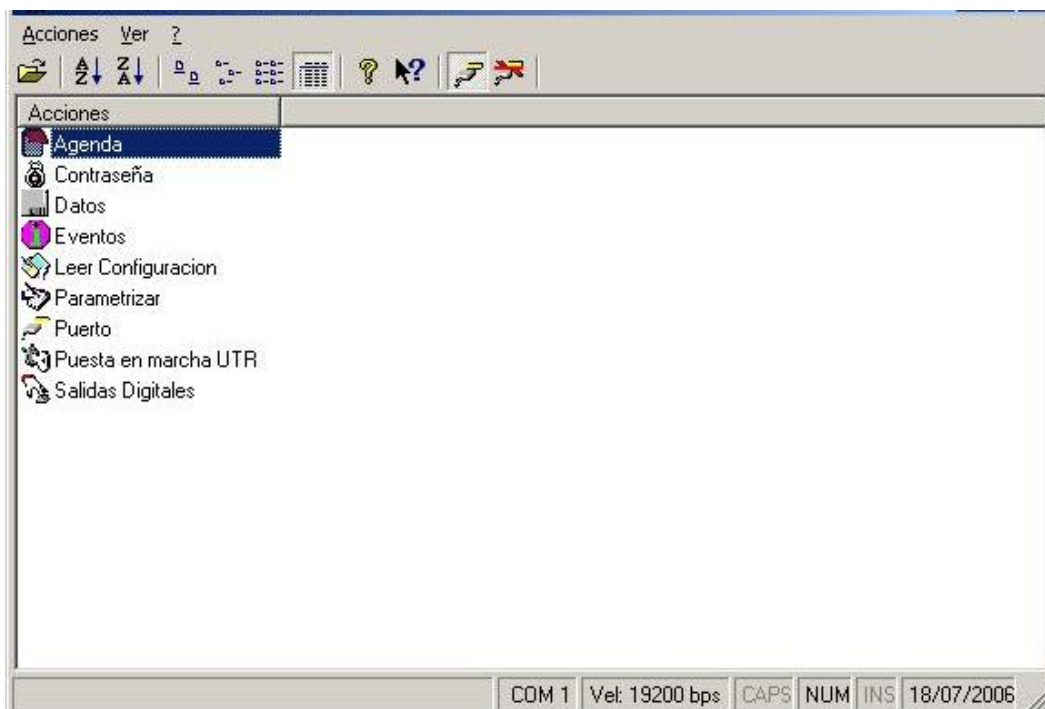 Acciones Ver ?
Acciones
Agenda
Contraseña
Datos
Eventos
Leer Configuracion
Parametrizar
Puerto
Puesta en marcha UTR
Salidas Digitales
COM 1 Vel: 19200 bps CAPS NUM INS 18/07/2006